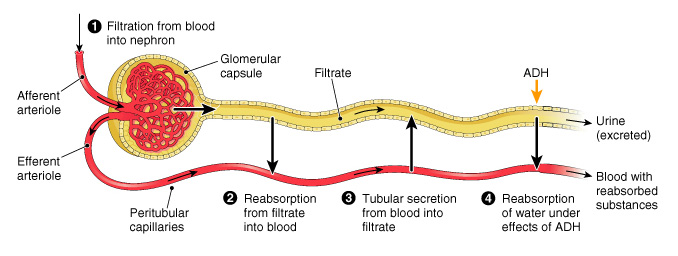 1 Filtration from blood
into nephron
Glomerular
capsule
Filtrate
ADH
Afferent
arteriole
Urine
(excreted)
Efferent
arteriole
Blood with
reabsorbed
substances
Peritubular
capillaries
2 Reabsorption
from filtrate
into blood
3 Tubular secretion
from blood into
filtrate
4 Reabsorption
of water under
effects of ADH